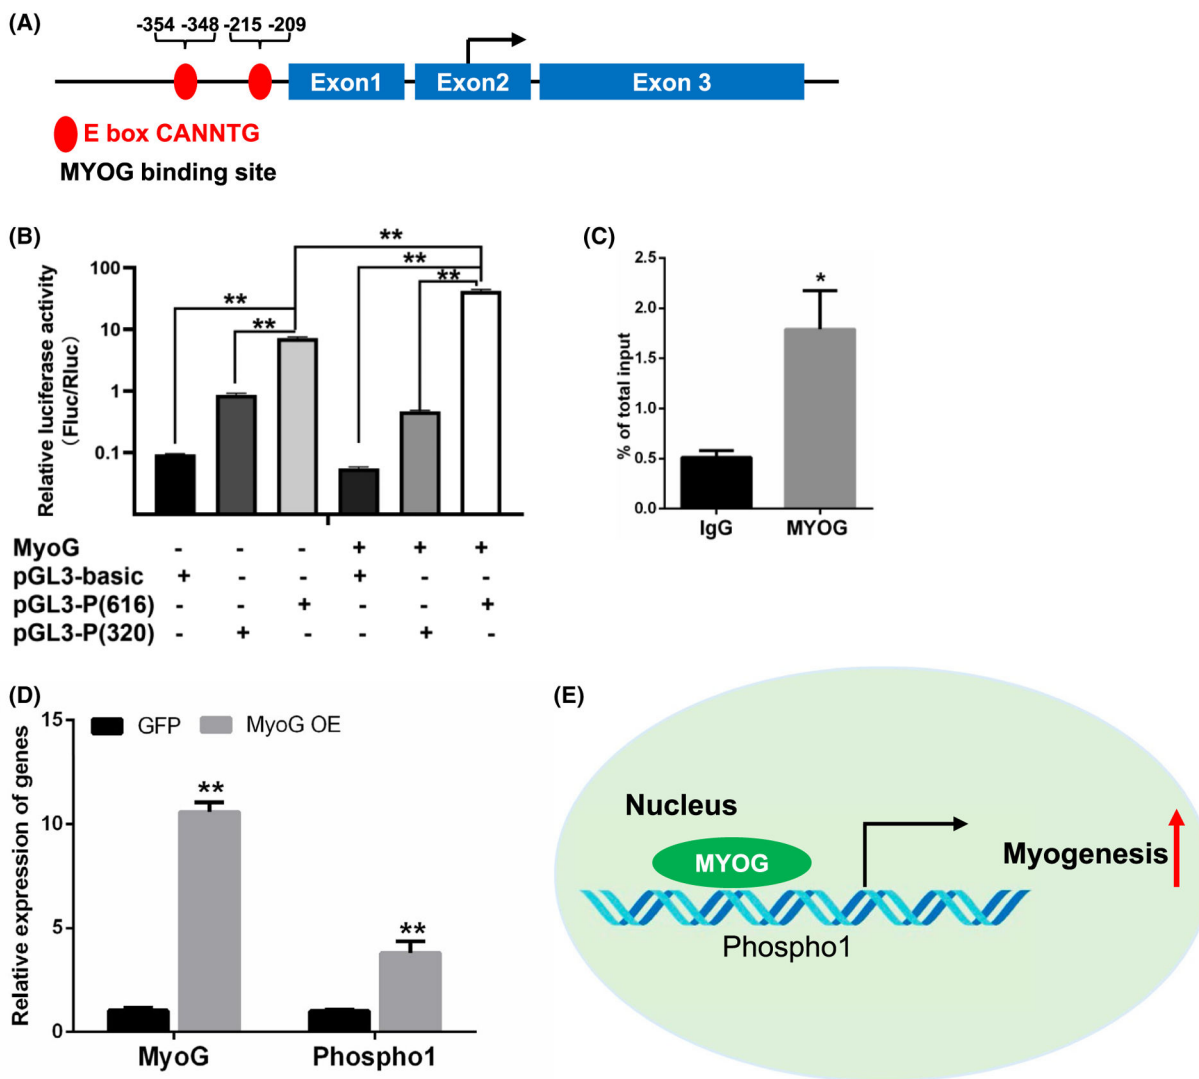 (A)
-354 -348 -215 -209
Exon1 Exon2 Exon 3
E box CANNTG
MYOG binding site
(B)
Relative luciferase activity
(Fluc/Rluc)
100
10
1
0.1
** ** ** ** **
MyoG - - - + + +
pGL3-basic + - - + - -
pGL3-P(616) - - + - - +
pGL3-P(320) - + - - + -
(C)
% of total input
2.5
2.0
1.5
1.0
0.5
0.0
*
IgG MYOG
(D)
Relative expression of genes
15
10
5
0
GFP MyoG OE
**
**
MyoG Phospho1
(E)
Nucleus
MYOG
Myogenesis
Phospho1